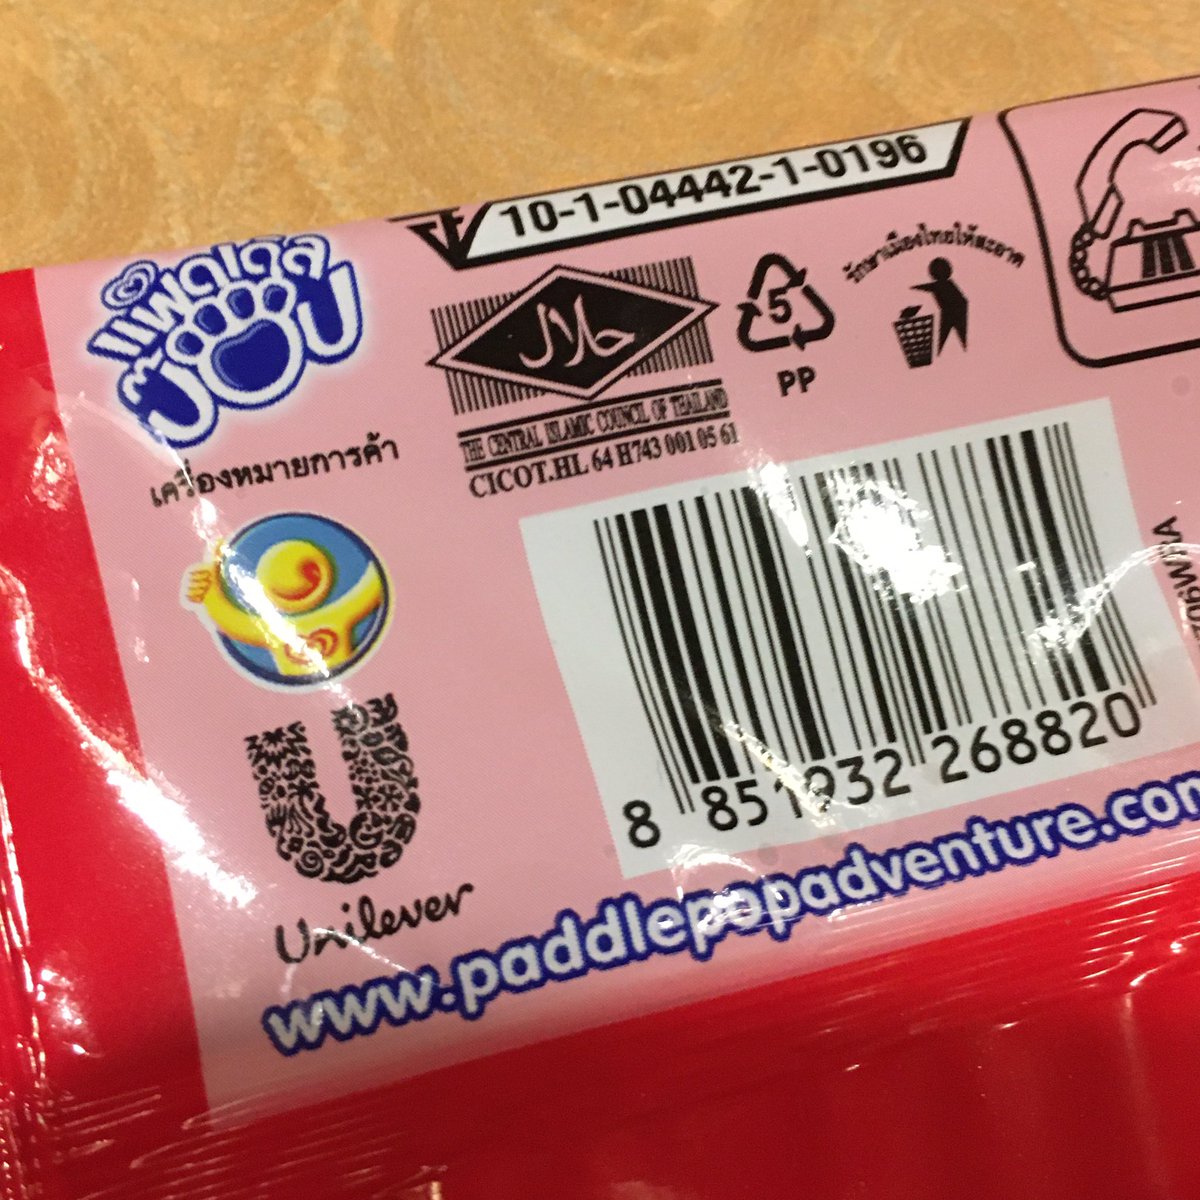 10-1-04442-1-0196
แพดเดิล
ป๊อป
เครื่องหมายการค้า
حلال
THE CENTRAL ISLAMIC COUNCIL OF THAILAND
CICOT.HL 64 H743 001 05 61
5
PP
รักษาเมืองไทยให้สะอาด
8 851932 268820
Unilever
www.paddlepopadventure.com